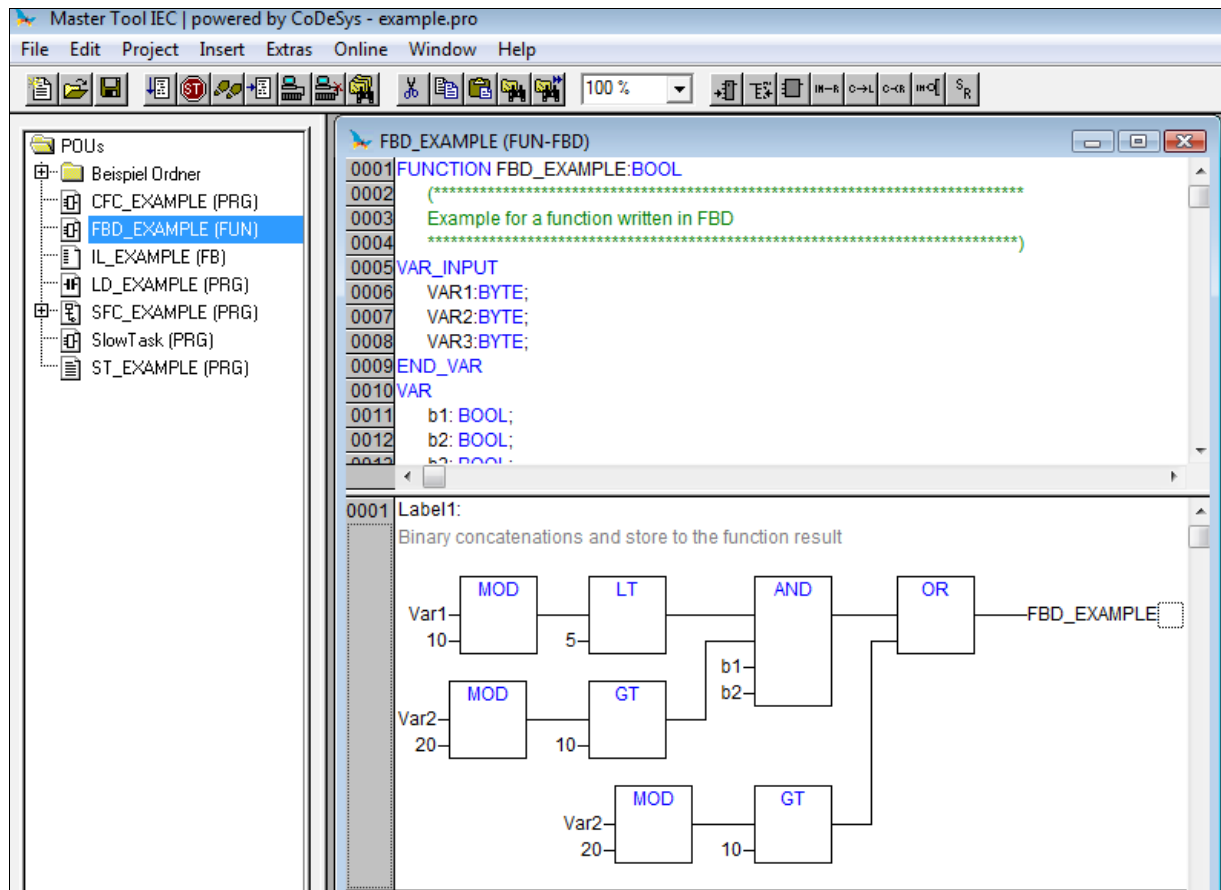 Master Tool IEC | powered by CoDeSys - example.pro
File Edit Project Insert Extras Online Window Help
ST
100 %
IM-R
C→L
C-(R
S R
POUs
Beispiel Ordner
CFC_EXAMPLE (PRG)
FBD_EXAMPLE (FUN)
IL_EXAMPLE (FB)
LD_EXAMPLE (PRG)
SFC_EXAMPLE (PRG)
SlowTask (PRG)
ST_EXAMPLE (PRG)
FBD_EXAMPLE (FUN-FBD)
0001 FUNCTION FBD_EXAMPLE:BOOL
0002 (******************************************************************************
0003 Example for a function written in FBD
0004 ******************************************************************************)
0005 VAR_INPUT
0006 VAR1:BYTE;
0007 VAR2:BYTE;
0008 VAR3:BYTE;
0009 END_VAR
0010 VAR
0011 b1: BOOL;
0012 b2: BOOL;
0001 Label1:
Binary concatenations and store to the function result
MOD LT AND OR
Var1 FBD_EXAMPLE
10 5
b1
MOD GT b2
Var2
20 10
MOD GT
Var2
20 10